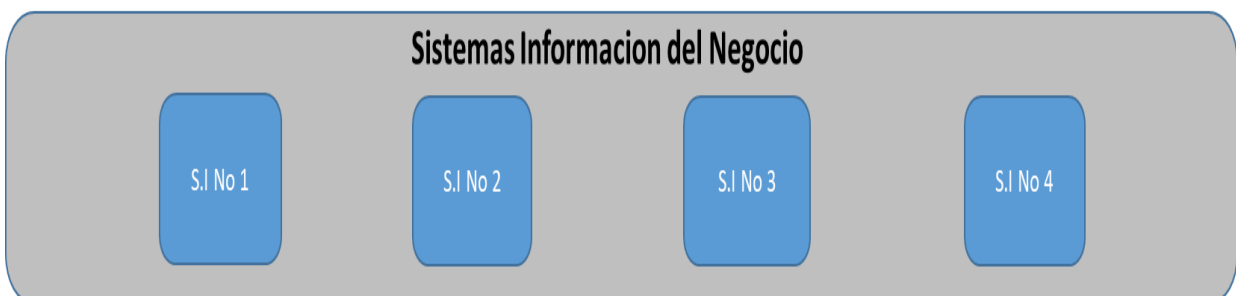 Sistemas Informacion del Negocio
S.I No 1
S.I No 2
S.I No 3
S.I No 4